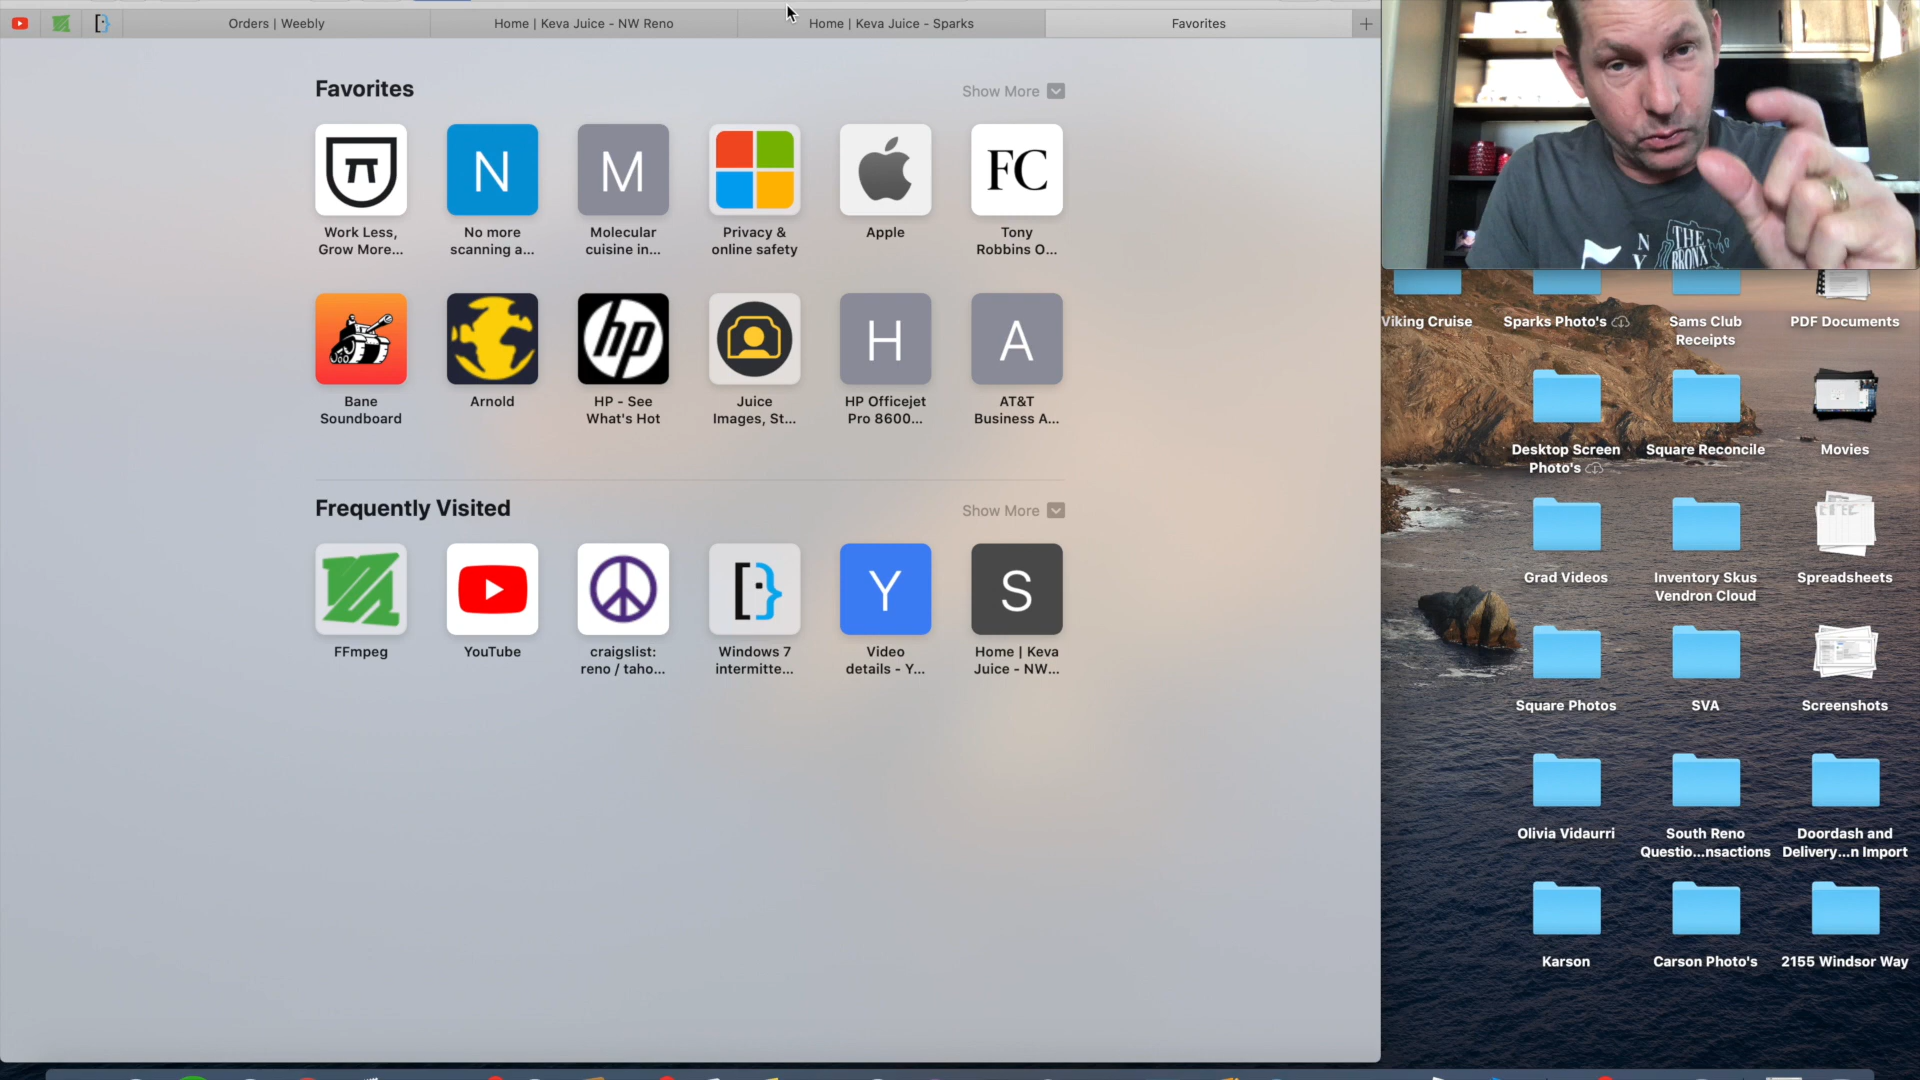 Orders | Weebly
Home | Keva Juice - NW Reno
Home | Keva Juice - Sparks
Favorites
Favorites
Show More
N
M
FC
Work Less,
Grow More...
No more
scanning a...
Molecular
cuisine in...
Privacy &
online safety
Apple
Tony
Robbins O...
hp
H
A
Bane
Soundboard
Arnold
HP - See
What's Hot
Juice
Images, St...
HP Officejet
Pro 8600...
AT&T
Business A...
Frequently Visited
Show More
Y
S
FFmpeg
YouTube
craigslist:
reno / taho...
Windows 7
intermitte...
Video
details - Y...
Home | Keva
Juice - NW...
N
Y
THE
BRONX
Viking Cruise
Sparks Photo's
Sams Club
Receipts
PDF Documents
Desktop Screen
Photo's
Square Reconcile
Movies
Grad Videos
Inventory Skus
Vendron Cloud
Spreadsheets
Square Photos
SVA
Screenshots
Olivia Vidaurri
South Reno
Questio...nsactions
Doordash and
Delivery...n Import
Karson
Carson Photo's
2155 Windsor Way